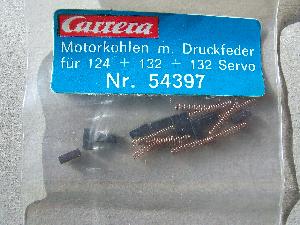 Carrera
Motorkohlen m. Druckfeder
für 124 + 132 + 132 Servo
Nr. 54397